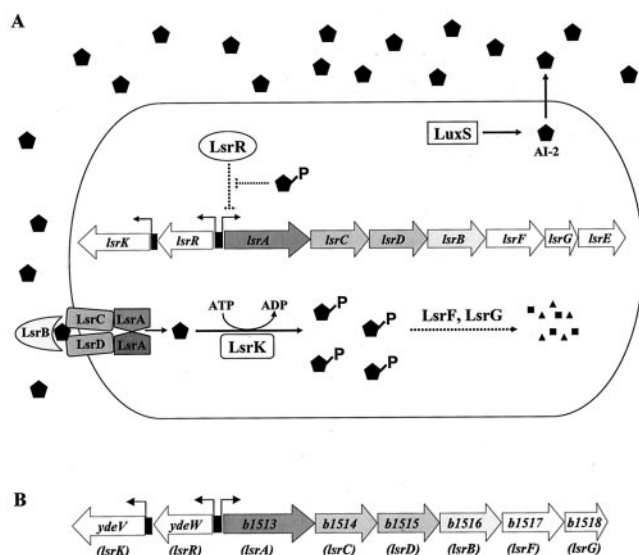 A
LuxS
AI-2
LsrR
P
lsrK lsrR lsrA lsrC lsrD lsrB lsrF lsrG lsrE
LsrB LsrC LsrA
LsrD LsrA
ATP ADP
LsrK
P
P
P
P
LsrF, LsrG
B
ydeV ydeW b1513 b1514 b1515 b1516 b1517 b1518
(lsrK) (lsrR) (lsrA) (lsrC) (lsrD) (lsrB) (lsrF) (lsrG)